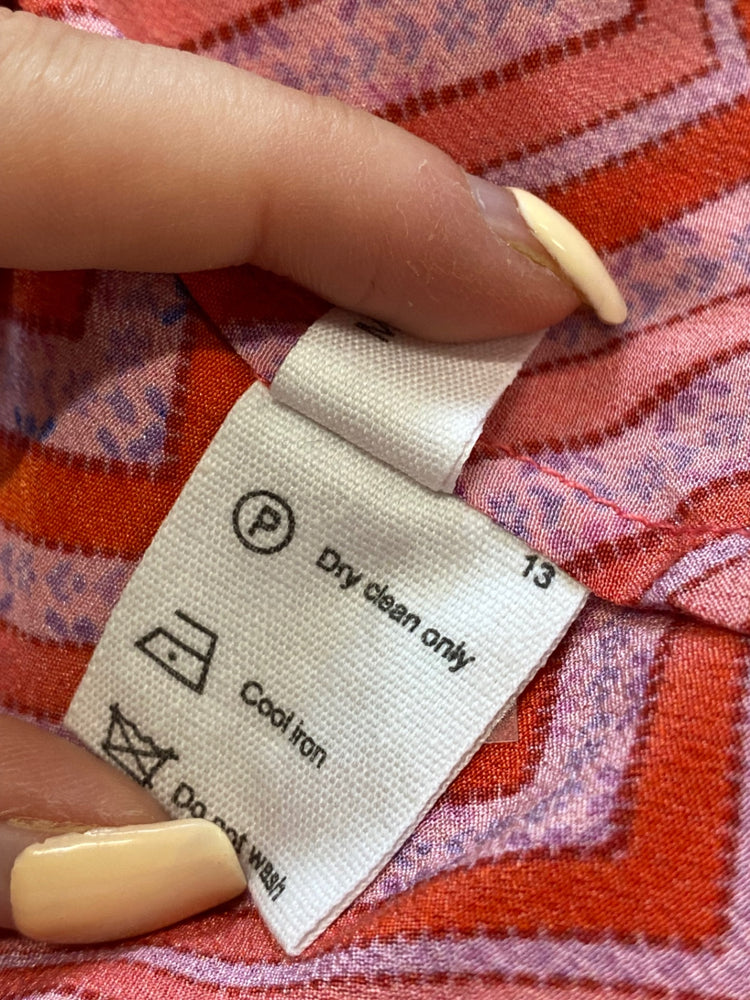 M
13
P
Dry clean only
Cool iron
Do not wash